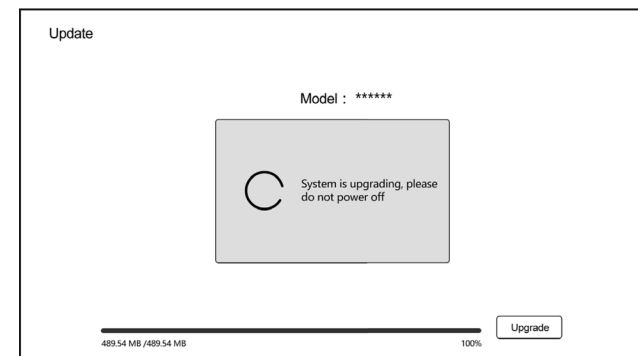 Update
Model : ******
System is upgrading, please
do not power off
Upgrade
489.54 MB /489.54 MB
100%